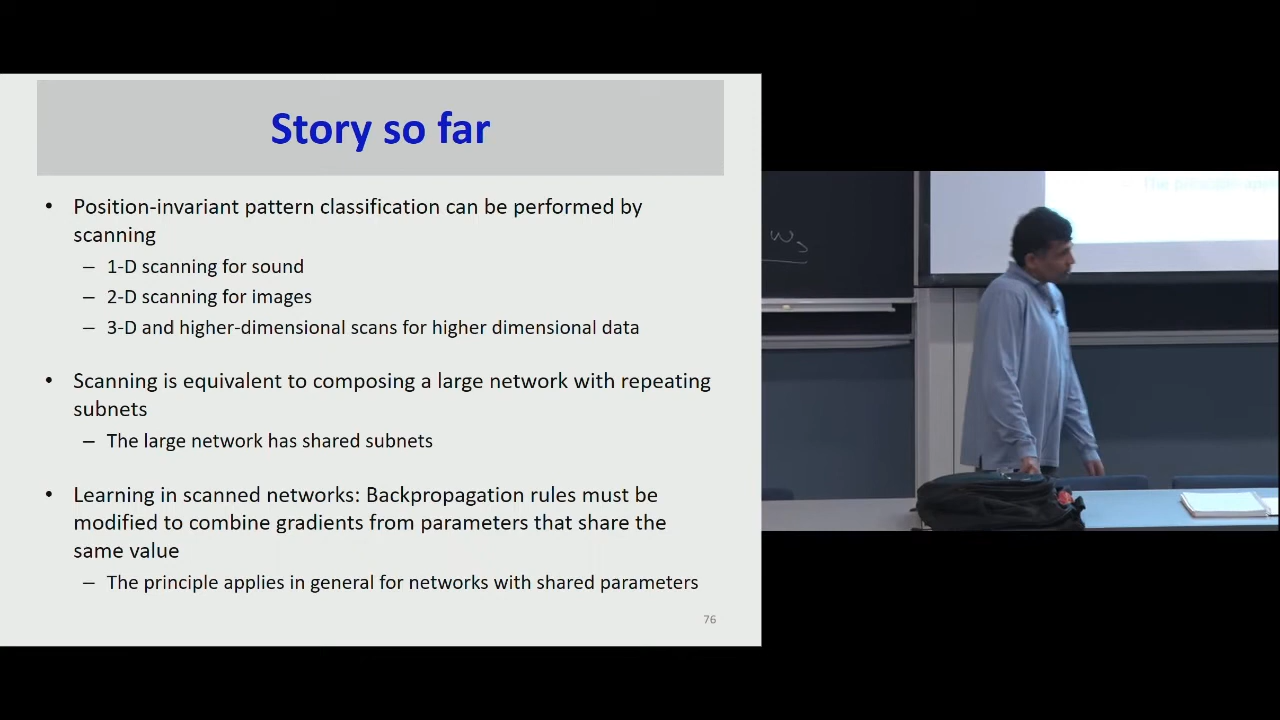 Story so far
• Position-invariant pattern classification can be performed by
scanning
– 1-D scanning for sound
– 2-D scanning for images
– 3-D and higher-dimensional scans for higher dimensional data
• Scanning is equivalent to composing a large network with repeating
subnets
– The large network has shared subnets
• Learning in scanned networks: Backpropagation rules must be
modified to combine gradients from parameters that share the
same value
– The principle applies in general for networks with shared parameters
76